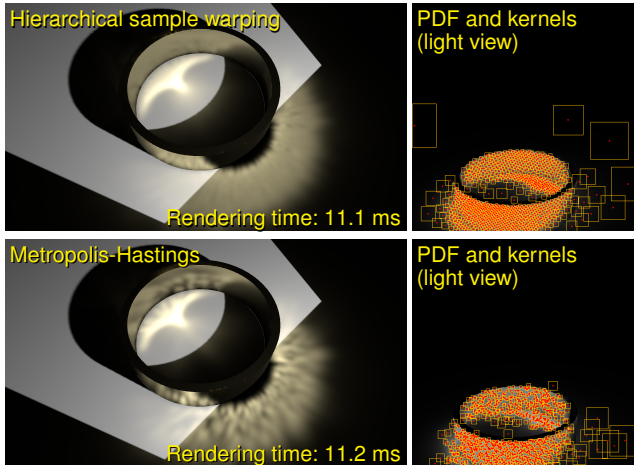 Hierarchical sample warping
PDF and kernels
(light view)
Rendering time: 11.1 ms
Metropolis-Hastings
PDF and kernels
(light view)
Rendering time: 11.2 ms